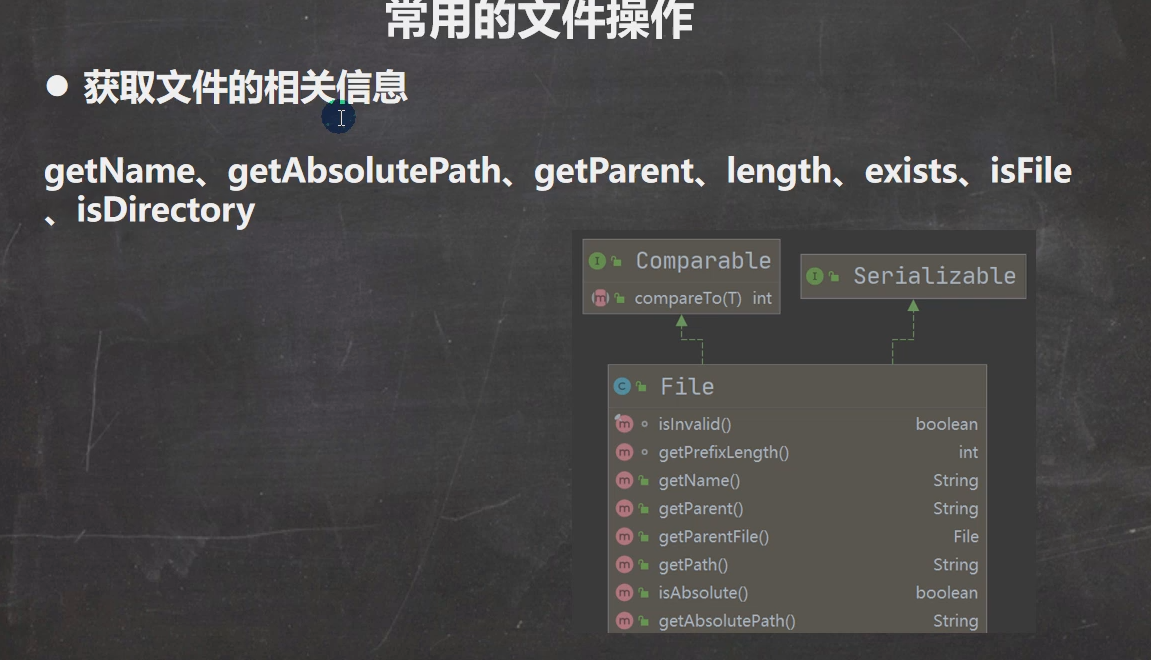 常用的文件操作
获取文件的相关信息
getName、getAbsolutePath、getParent、length、exists、isFile
、isDirectory
I Comparable
m compareTo(T) int
I Serializable
C File
m isInvalid() boolean
m getPrefixLength() int
m getName() String
m getParent() String
m getParentFile() File
m getPath() String
m isAbsolute() boolean
m getAbsolutePath() String